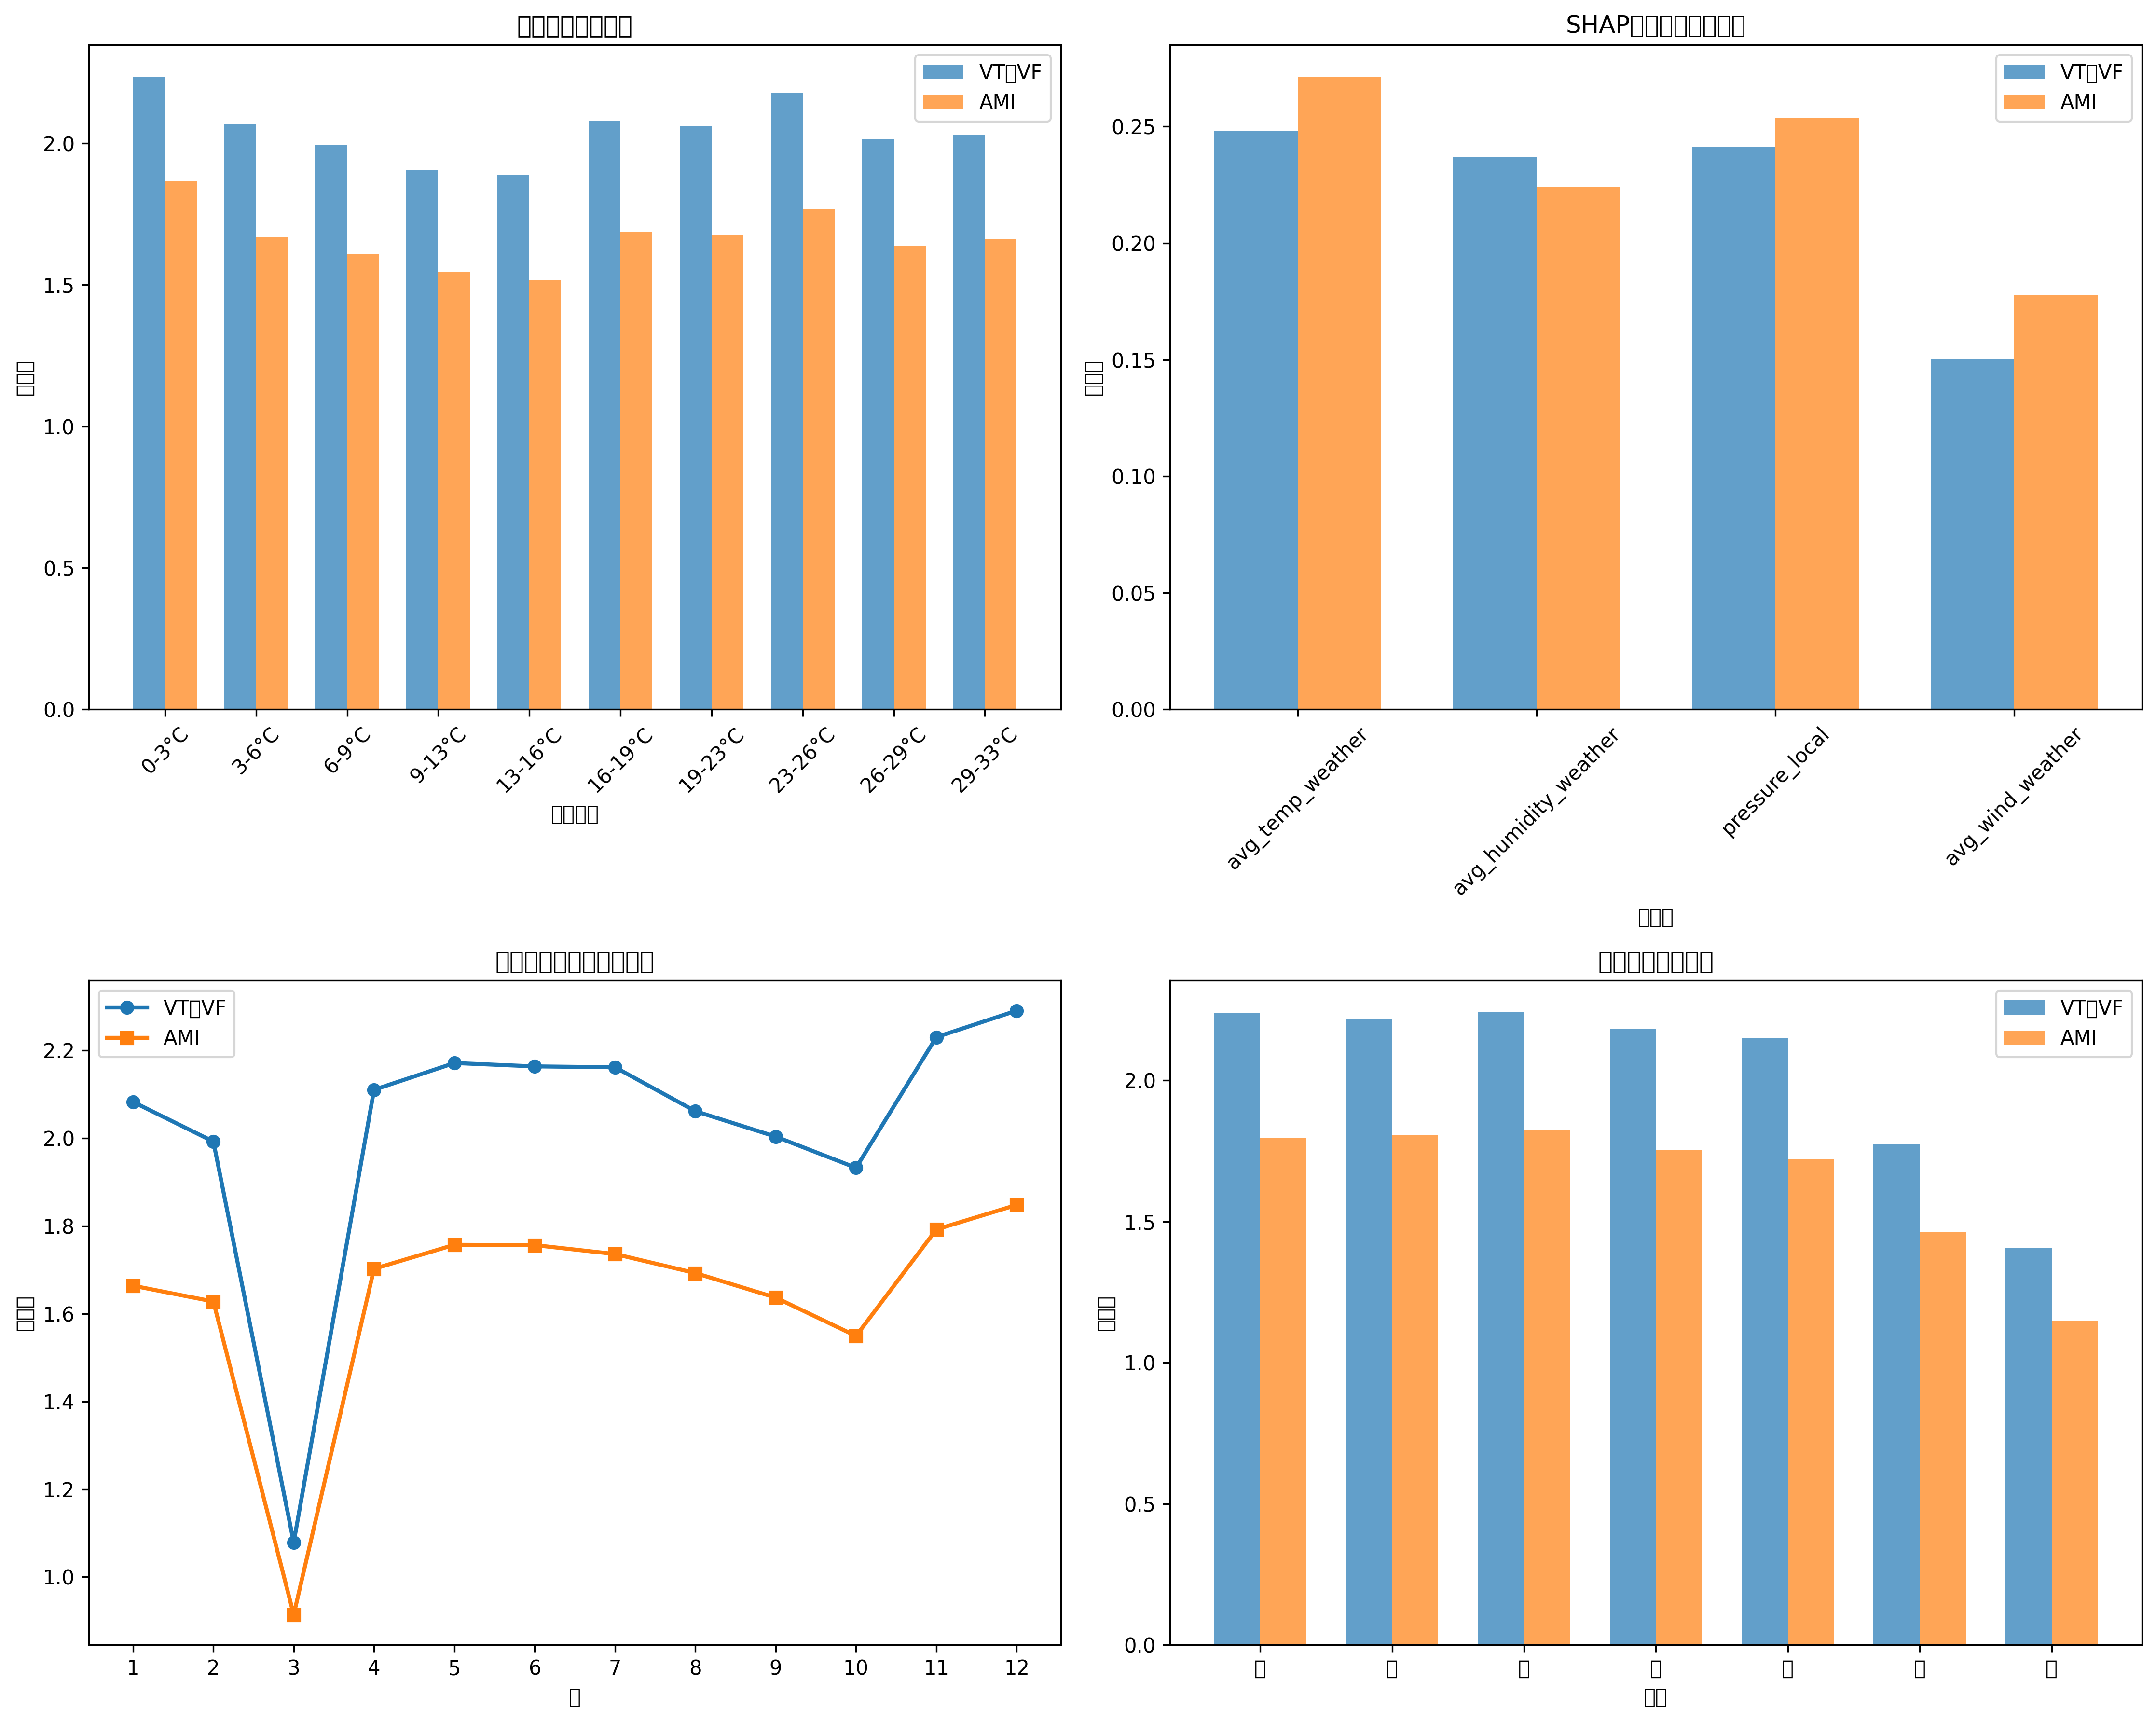 VT VF
AMI
2.0
1.5
1.0
0.5
0.0
0-3°C
3-6°C
6-9°C
9-13°C
13-16°C
16-19°C
19-23°C
23-26°C
26-29°C
29-33°C
SHAP
VT VF
AMI
0.25
0.20
0.15
0.10
0.05
0.00
avg_temp_weather
avg_humidity_weather
pressure_local
avg_wind_weather
VT VF
AMI
2.2
2.0
1.8
1.6
1.4
1.2
1.0
1
2
3
4
5
6
7
8
9
10
11
12
VT VF
AMI
2.0
1.5
1.0
0.5
0.0